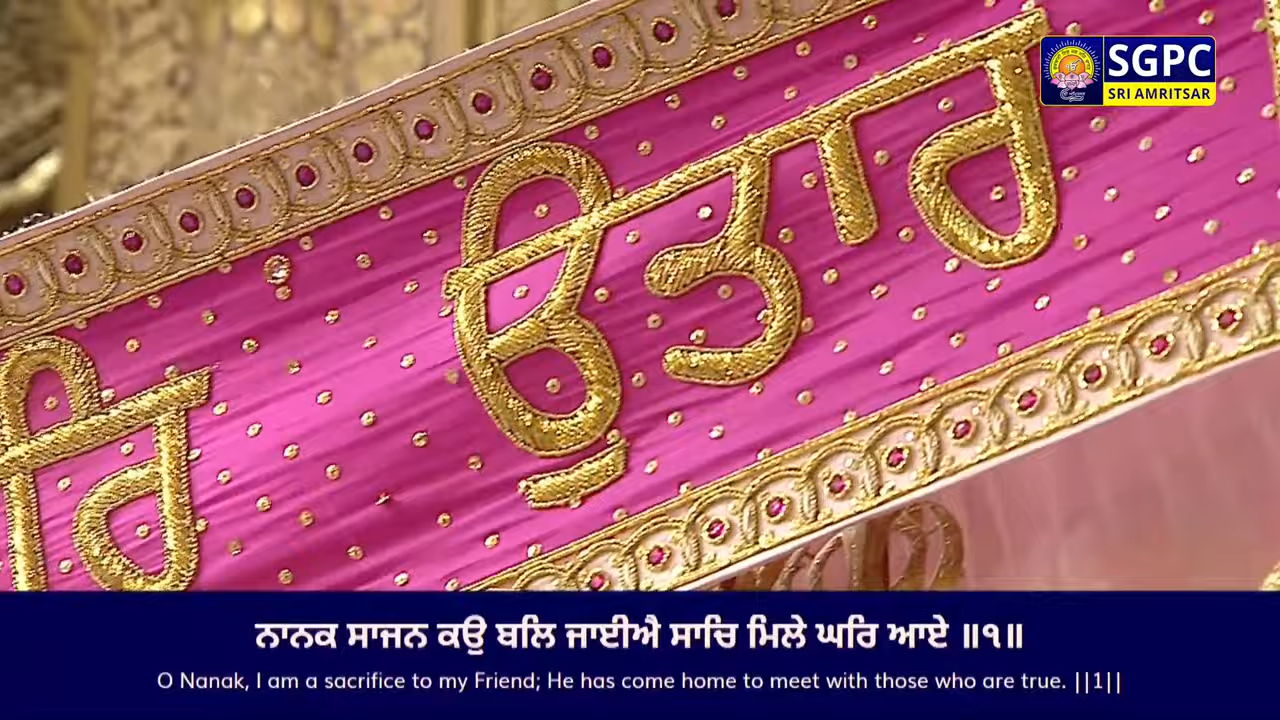 SGPC
SRI AMRITSAR
ਰਿ ਉਤਾਰ
ਨਾਨਕ ਸਾਜਨ ਕਉ ਬਲਿ ਜਾਈਐ ਸਾਚਿ ਮਿਲੇ ਘਰਿ ਆਏ ॥੧॥
O Nanak, I am a sacrifice to my Friend; He has come home to meet with those who are true. ||1||